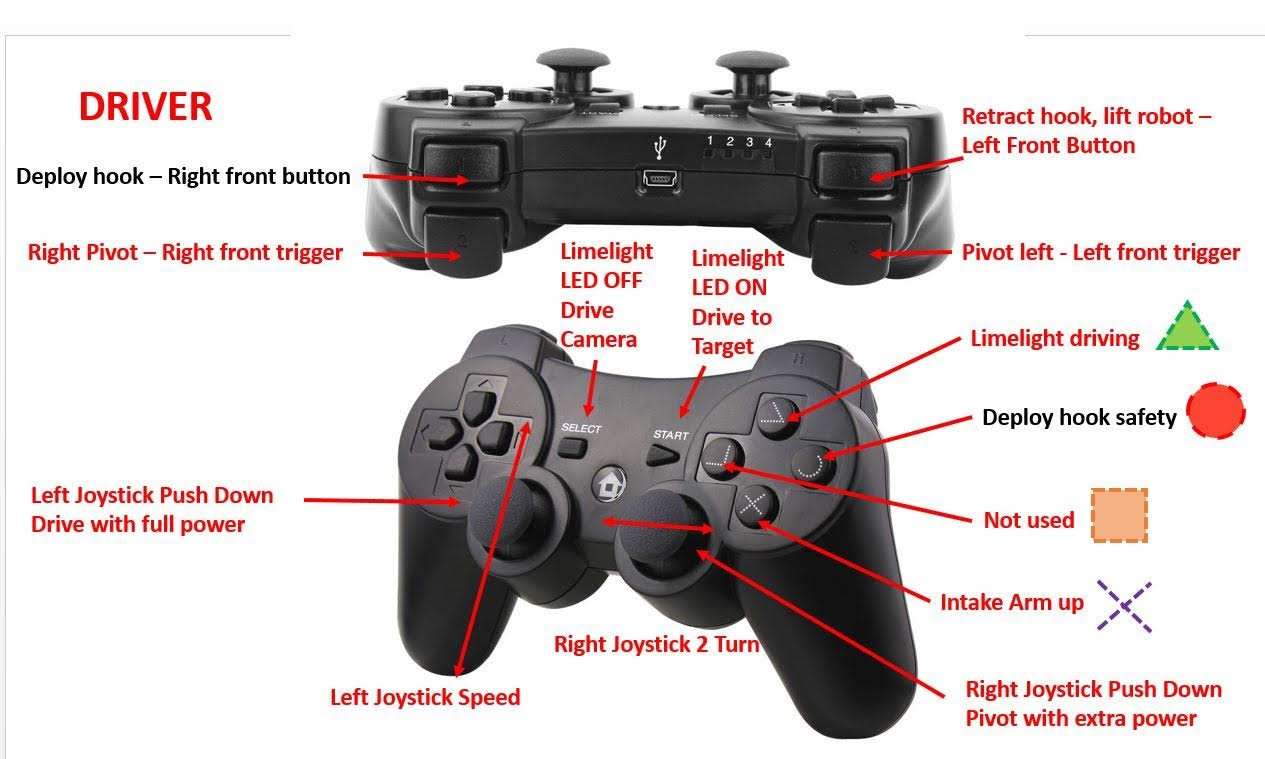 DRIVER
Retract hook, lift robot –
Left Front Button
1 2 3 4
Deploy hook – Right front button
Right Pivot – Right front trigger
Pivot left - Left front trigger
Limelight
LED OFF
Drive
Camera
Limelight
LED ON
Drive to
Target
Limelight driving
Deploy hook safety
SELECT
START
Left Joystick Push Down
Drive with full power
Not used
Intake Arm up
Right Joystick 2 Turn
Left Joystick Speed
Right Joystick Push Down
Pivot with extra power